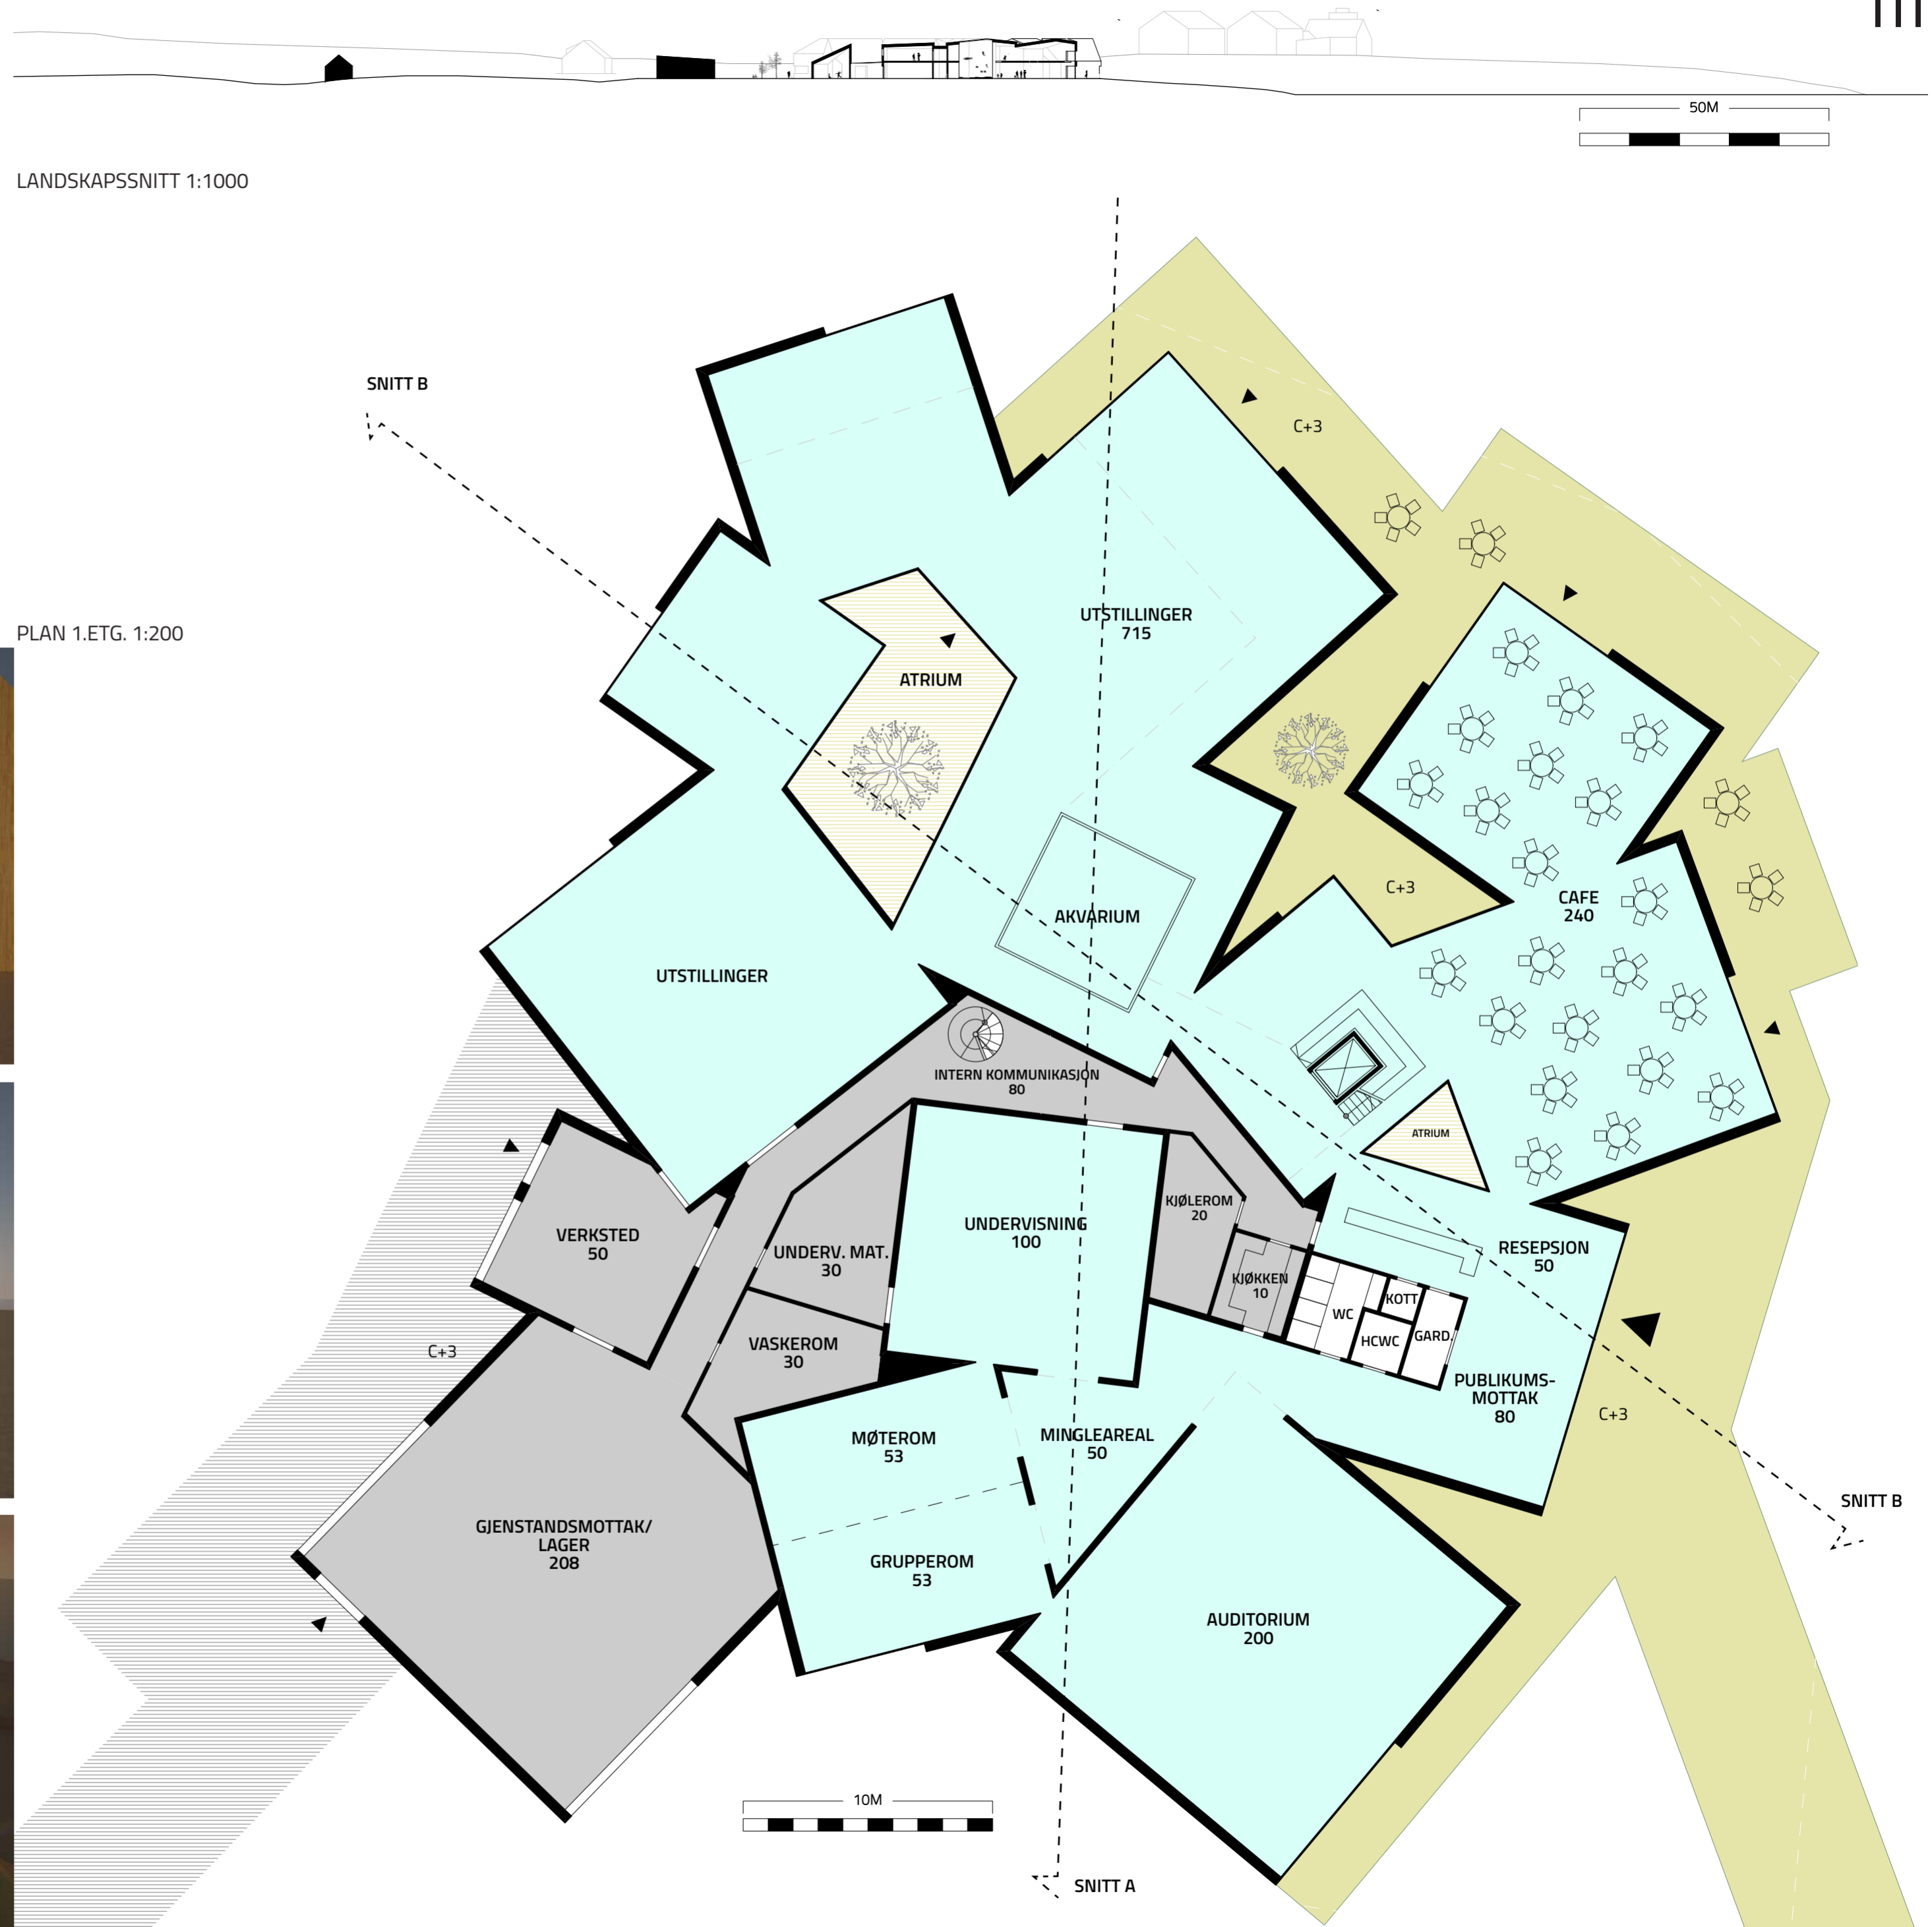 50M
LANDSKAPSSNITT 1:1000
SNITT B
C+3
UTSTILLINGER
715
PLAN 1.ETG. 1:200
ATRIUM
C+3
CAFE
240
AKVARIUM
UTSTILLINGER
INTERN KOMMUNIKASJON
80
ATRIUM
KJØLEROM
20
UNDERVISNING
100
VERKSTED
50
UNDERV. MAT.
30
RESEPSJON
50
KJØKKEN
10
KOTT
WC
HCWC
GARD.
VASKEROM
30
C+3
PUBLIKUMS-
MOTTAK
80
C+3
MØTEROM
53
MINGLEAREAL
50
SNITT B
GJENSTANDSMOTTAK/
LAGER
208
GRUPPEROM
53
AUDITORIUM
200
10M
SNITT A